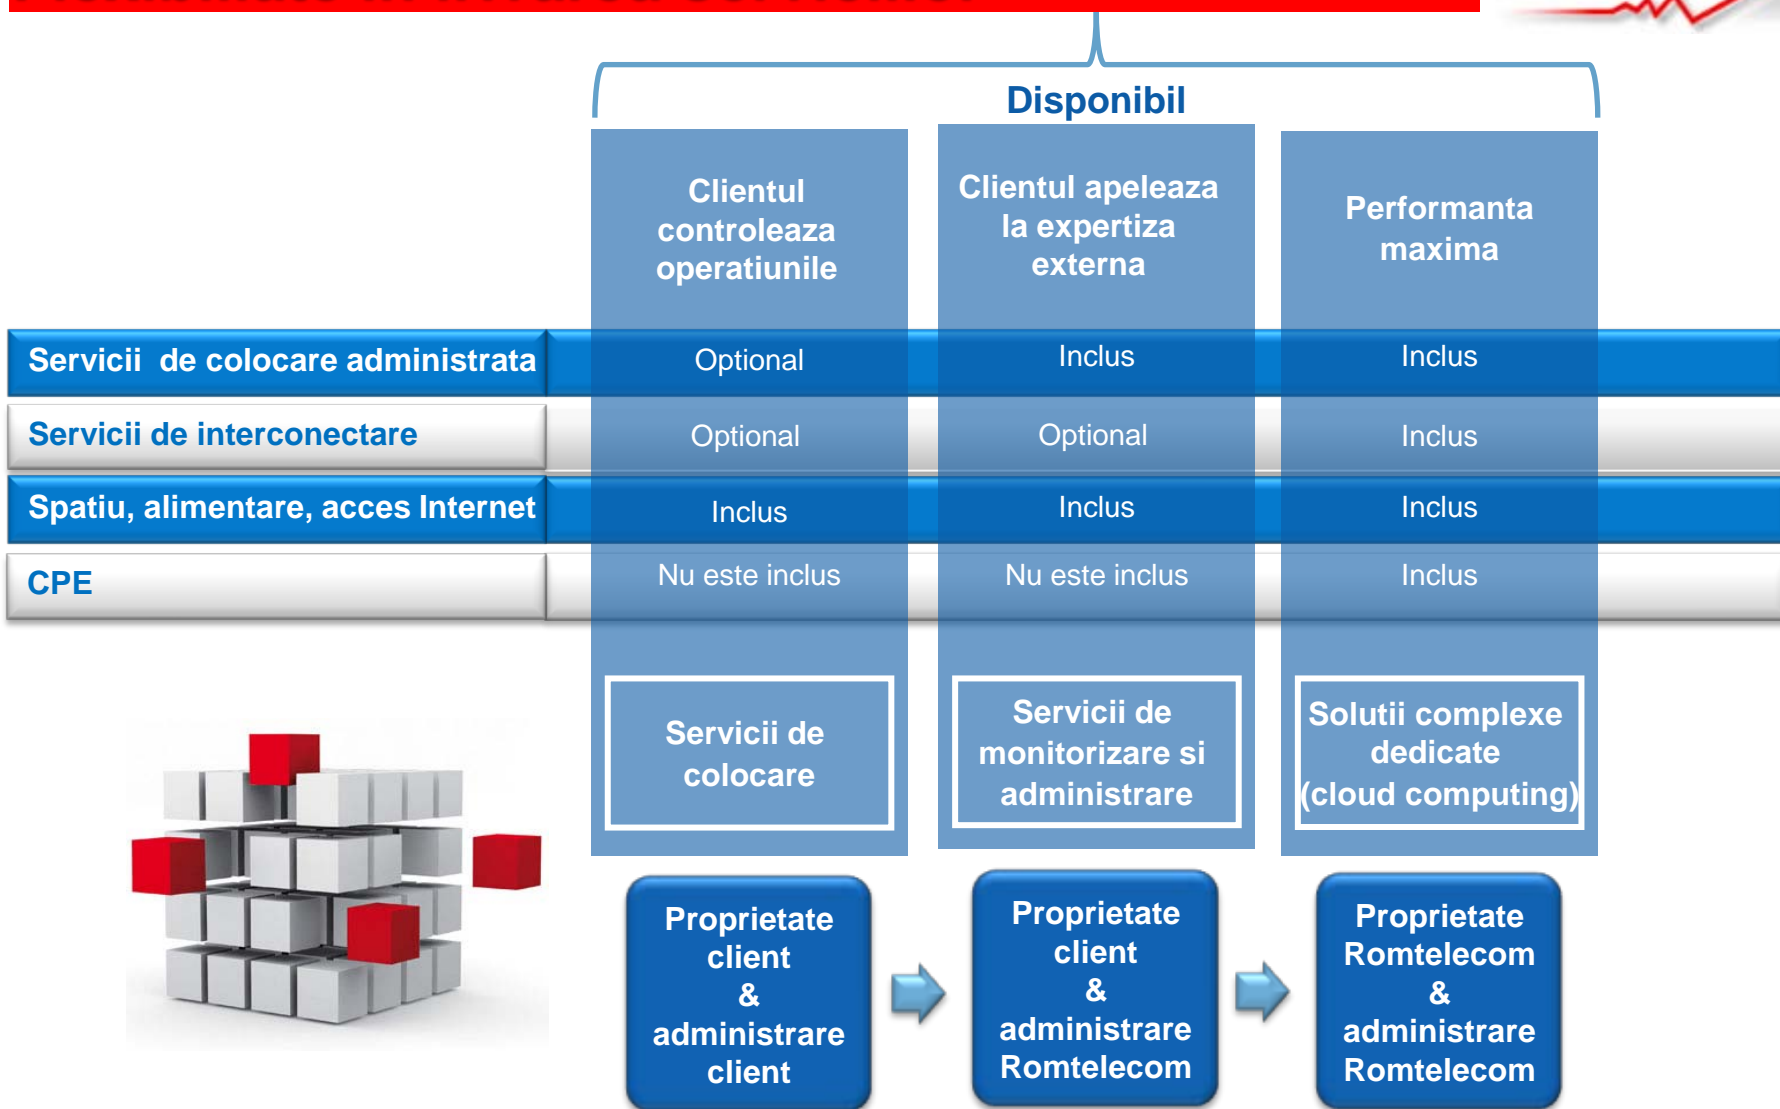 Disponibil
Clientul
controleaza
operatiunile
Clientul apeleaza
la expertiza
externa
Performanta
maxima
Servicii de colocare administrata
Optional
Inclus
Inclus
Servicii de interconectare
Optional
Optional
Inclus
Spatiu, alimentare, acces Internet
Inclus
Inclus
Inclus
CPE
Nu este inclus
Nu este inclus
Inclus
Servicii de
colocare
Servicii de
monitorizare si
administrare
Solutii complexe
dedicate
(cloud computing)
Proprietate
client
&
administrare
client
Proprietate
client
&
administrare
Romtelecom
Proprietate
Romtelecom
&
administrare
Romtelecom